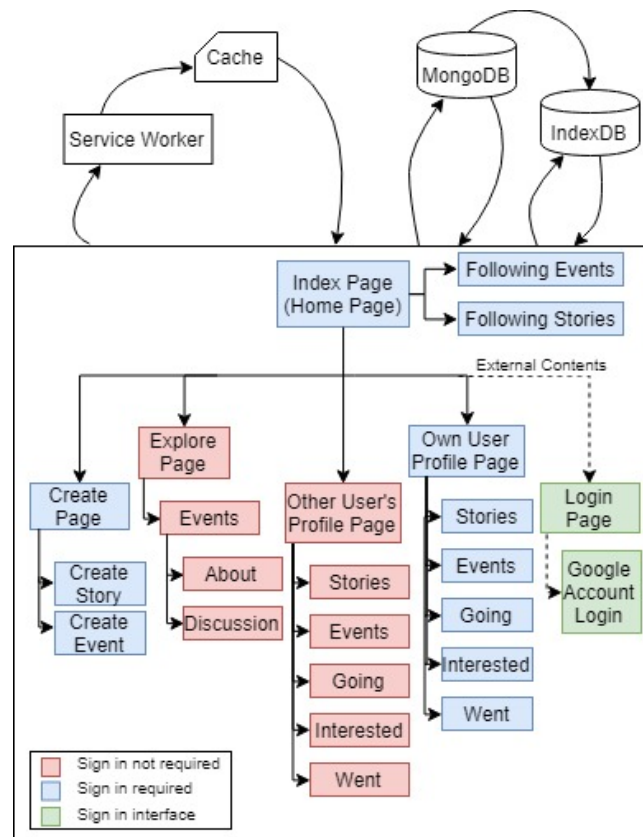 Cache
MongoDB
IndexDB
Service Worker
Index Page
(Home Page)
Following Events
Following Stories
External Contents
Explore
Page
Own User
Profile Page
Create
Page
Other User's
Profile Page
Login
Page
Events
Stories
Create
Story
About
Stories
Events
Google
Account
Login
Create
Event
Discussion
Events
Going
Going
Interested
Interested
Went
Went
Sign in not required
Sign in required
Sign in interface